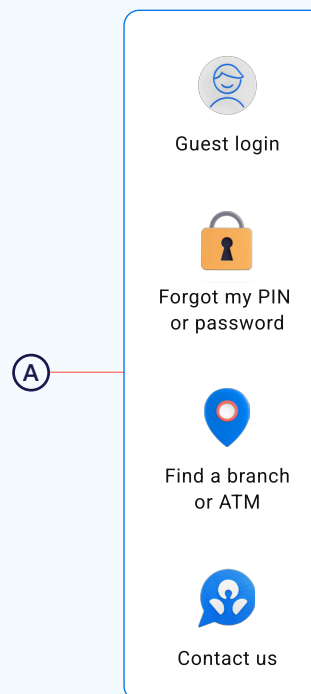 Guest login
Forgot my PIN
or password
A
Find a branch
or ATM
Contact us